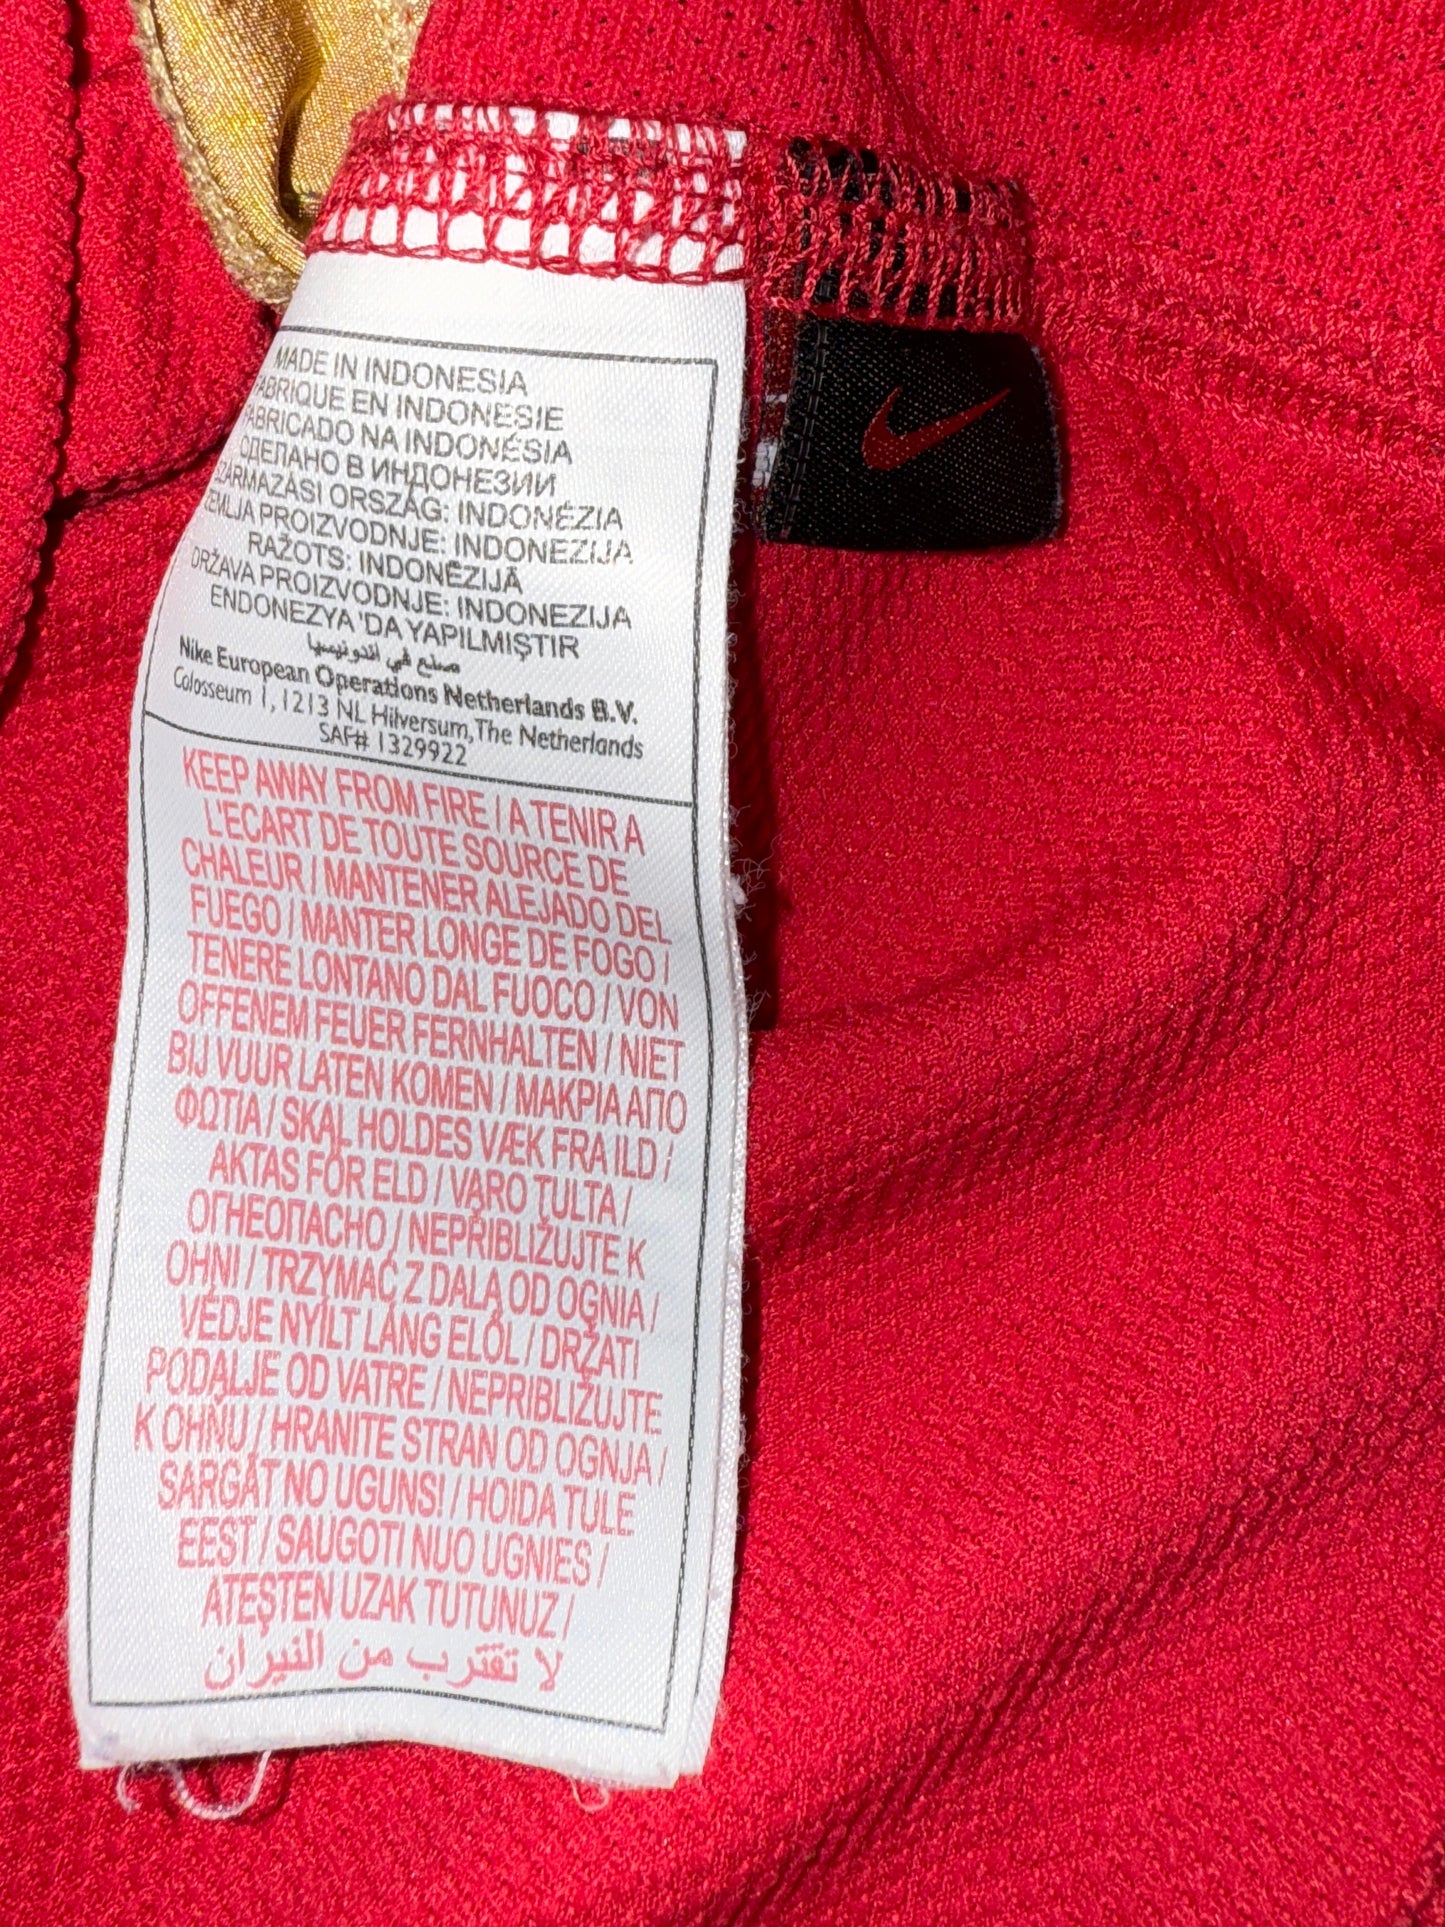 MADE IN INDONESIA
FABRIQUE EN INDONESIE
FABRICADO NA INDONÉSIA
СДЕЛАНО В ИНДОНЕЗИИ
SZÁRMAZÁSI ORSZÁG: INDONÉZIA
ZEMLJA PROIZVODNJE: INDONEZIJA
RAŽOTS: INDONĒZIJĀ
DRŽAVA PROIZVODNJE: INDONEZIJA
ENDONEZYA'DA YAPILMIŞTIR
صنع في اندونيسيا
Nike European Operations Netherlands B.V.
Colosseum 1, 1213 NL Hilversum, The Netherlands
SAF# 1329922
KEEP AWAY FROM FIRE / A TENIR A
L'ECART DE TOUTE SOURCE DE
CHALEUR / MANTENER ALEJADO DEL
FUEGO / MANTER LONGE DE FOGO /
TENERE LONTANO DAL FUOCO / VON
OFFENEM FEUER FERNHALTEN / NIET
BIJ VUUR LATEN KOMEN / ΜΑΚΡΙΑ ΑΠΟ
ΦΩΤΙΑ / SKAL HOLDES VÆK FRA ILD /
AKTAS FÖR ELD / VARO TULTA /
ОГНЕОПАСНО / NEPŘIBLIŽUJTE K
OHNI / TRZYMAĆ Z DALA OD OGNIA /
VÉDJE NYÍLT LÁNG ELŐL / DRŽATI
PODALJE OD VATRE / NEPRIBLIŽUJTE
K OHŇU / HRANITE STRAN OD OGNJA /
SARGĀT NO UGUNS! / HOIDA TULE
EEST / SAUGOTI NUO UGNIES /
ATEŞTEN UZAK TUTUNUZ /
لا تقترب من النيران